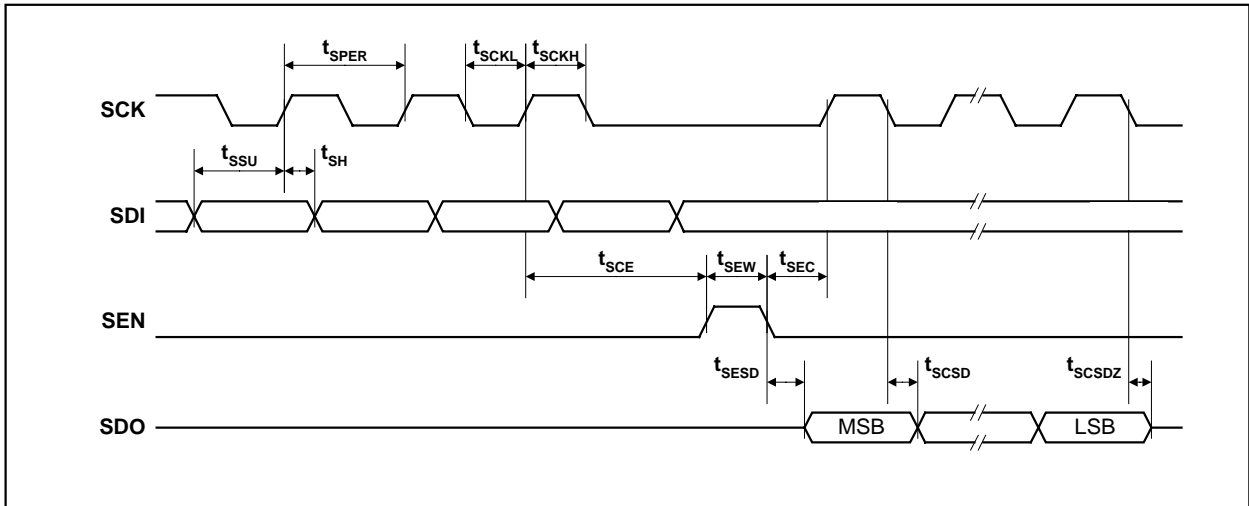 tSPER
tSCKL
tSCKH
SCK
tSSU
tSH
SDI
tSCE
tSEW
tSEC
SEN
tSESD
tSCSD
tSCSDZ
SDO
MSB
LSB